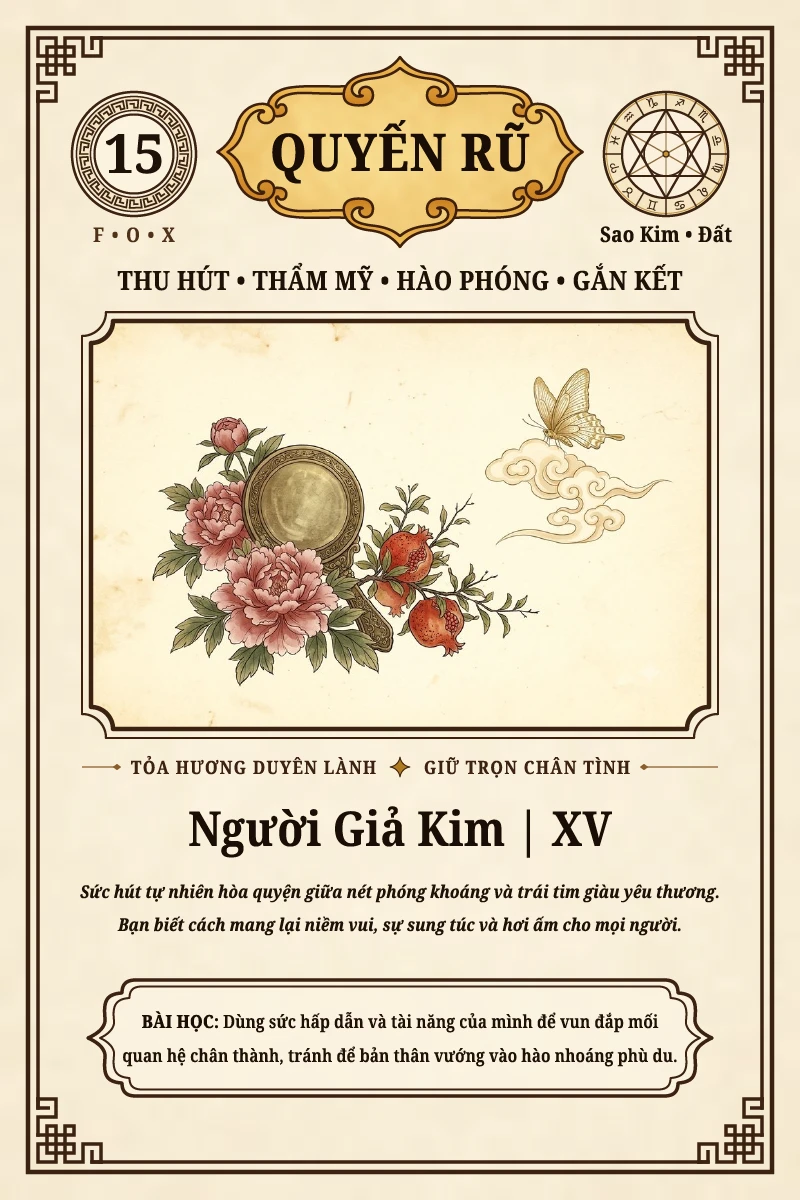 15
QUYẾN RŨ
F • O • X
Sao Kim • Đất
THU HÚT • THẨM MỸ • HÀO PHÓNG • GẮN KẾT
TỎA HƯƠNG DUYÊN LÀNH ✦ GIỮ TRỌN CHÂN TÌNH
Người Giả Kim | XV
Sức hút tự nhiên hòa quyện giữa nét phóng khoáng và trái tim giàu yêu thương.
Bạn biết cách mang lại niềm vui, sự sung túc và hơi ấm cho mọi người.
BÀI HỌC: Dùng sức hấp dẫn và tài năng của mình để vun đắp mối
quan hệ chân thành, tránh để bản thân vướng vào hào nhoáng phù du.